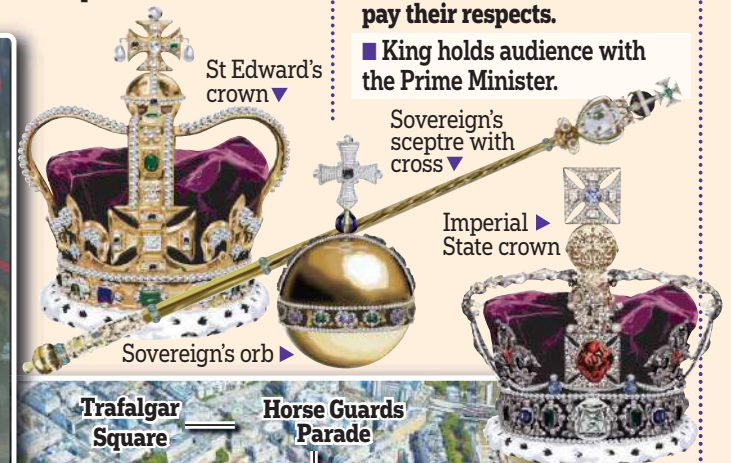 pay their respects.
■ King holds audience with
the Prime Minister.
St Edward's
crown ▼
Sovereign's
sceptre with
cross ▼
Imperial ▶
State crown
Sovereign's orb ▶
Trafalgar
Square
Horse Guards
Parade